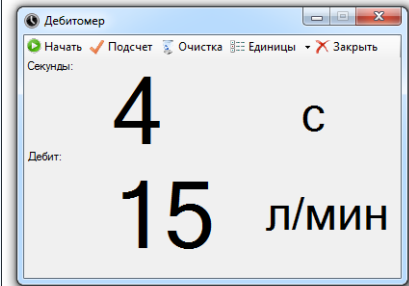 Дебитомер
Начать Подсчет Очистка Единицы Закрыть
Секунды:
4 с
Дебит:
15 л/мин